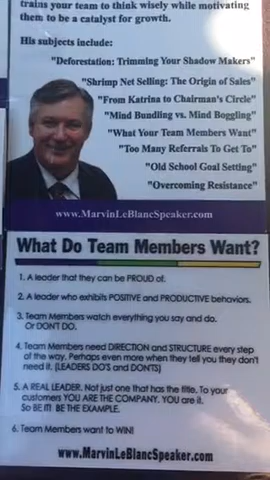 trains your team to think wisely while motivating
them to be a catalyst for growth.
His subjects include:
"Deforestation: Trimming Your Shadow Makers"
"Shrimp Net Selling: The Origin of Sales"
"From Katrina to Chairman's Circle"
"Mind Bundling vs. Mind Boggling"
"What Your Team Members Want"
"Too Many Referrals To Get To"
"Old School Goal Setting"
"Overcoming Resistance"
www.MarvinLeBlancSpeaker.com
What Do Team Members Want?
1. A leader that they can be PROUD of.
2. A leader who exhibits POSITIVE and PRODUCTIVE behaviors.
3. Team Members watch everything you say and do.
Or DON'T DO.
4. Team Members need DIRECTION and STRUCTURE every step
of the way. Perhaps even more when they tell you they don't
need it. (LEADERS DO'S and DONTS)
5. A REAL LEADER. Not just one that has the title. To your
customers YOU ARE THE COMPANY. YOU are it.
So BE IT! BE THE EXAMPLE.
6. Team Members want to WIN!
www.MarvinLeBlancSpeaker.com